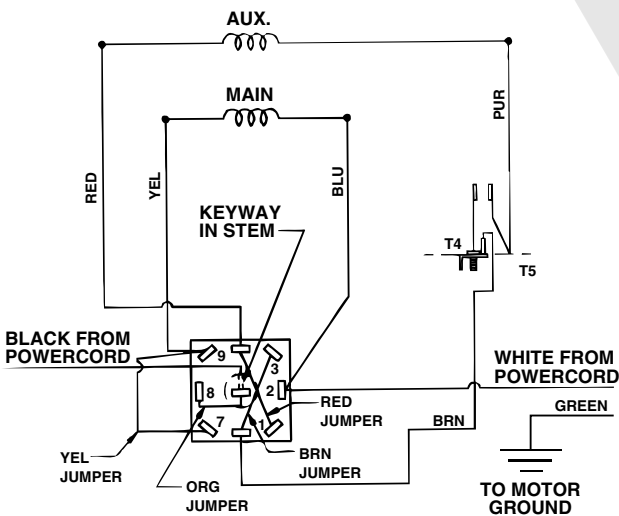 AUX.
MAIN
RED
YEL
BLU
PUR
KEYWAY
IN STEM
T4
T5
BLACK FROM
POWERCORD
9
3
8
2
7
1
WHITE FROM
POWERCORD
RED
JUMPER
BRN
GREEN
YEL
JUMPER
BRN
JUMPER
ORG
JUMPER
TO MOTOR
GROUND